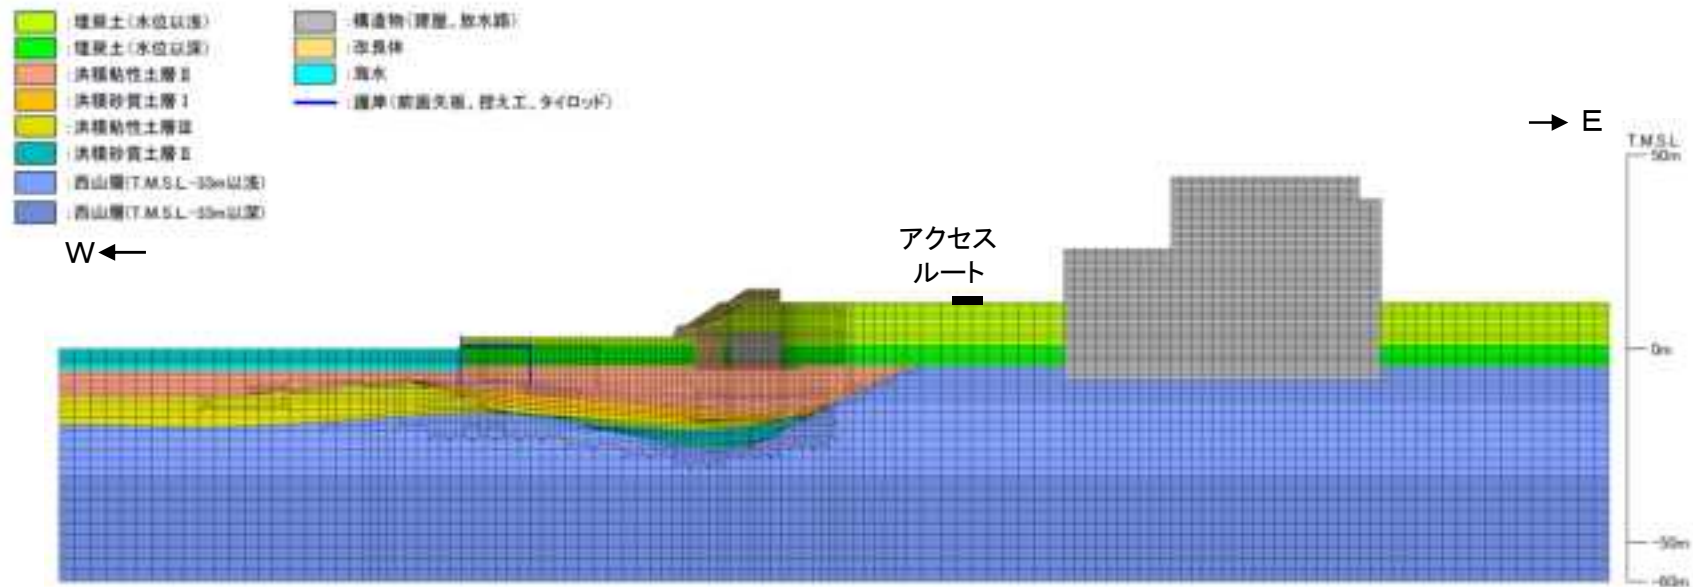 :埋戻土(水位以浅)
:埋戻土(水位以深)
:洪積粘性土層Ⅱ
:洪積砂質土層Ⅰ
:洪積粘性土層Ⅲ
:洪積砂質土層Ⅱ
:西山層(T.M.S.L.-33m以浅)
:西山層(T.M.S.L.-33m以深)
:構造物(建屋,放水路)
:改良体
:海水
:護岸(前面矢板,控え工,タイロッド)
W
E
T.M.S.L.
50m
0m
-50m
-60m
アクセス
ルート